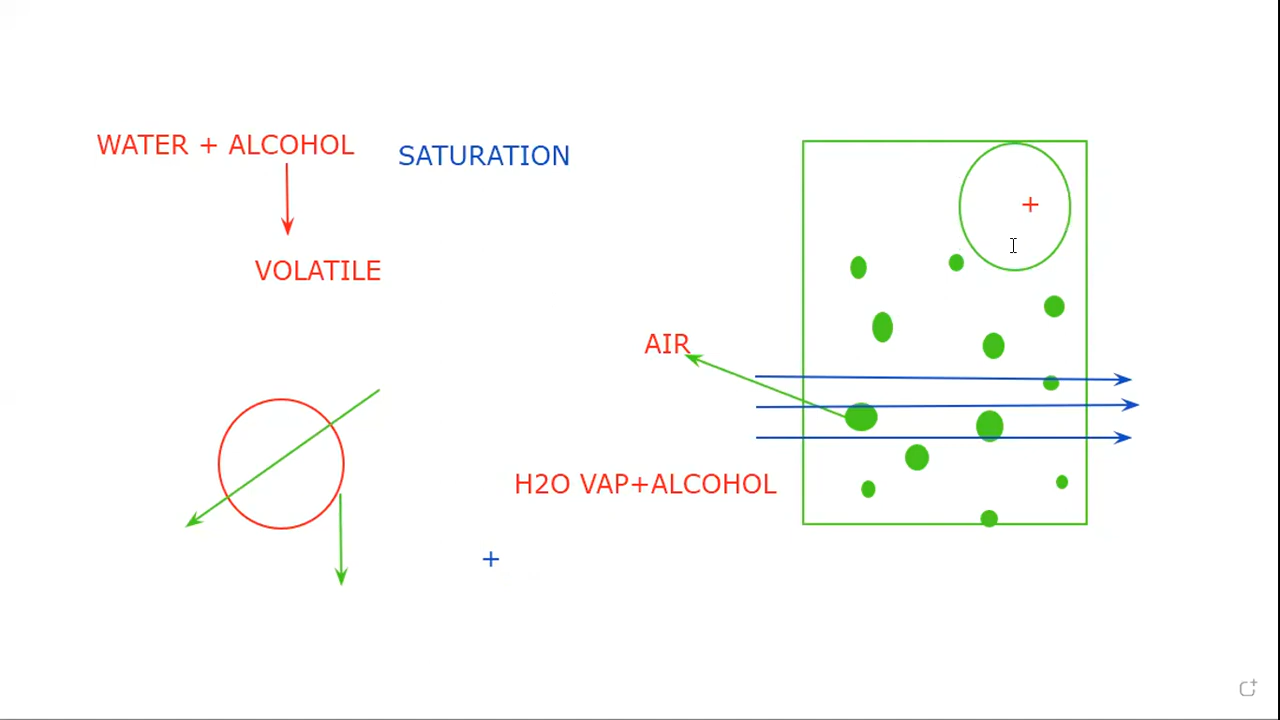 WATER + ALCOHOL
SATURATION
VOLATILE
+
AIR
H2O VAP+ALCOHOL
+